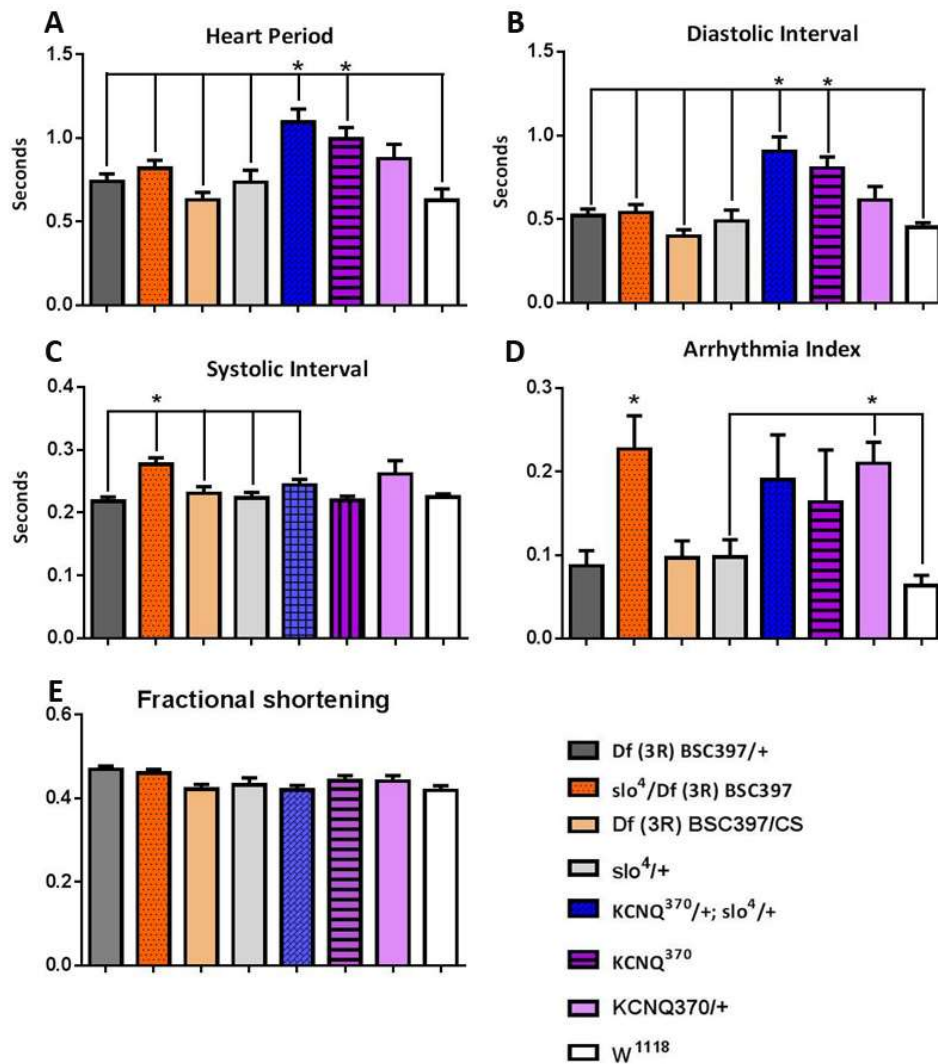 A
Heart Period
1.5
*
*
1.0
Seconds
0.5
0.0
B
Diastolic Interval
1.5
*
*
1.0
Seconds
0.5
0.0
C
Systolic Interval
0.4
*
0.3
Seconds
0.2
0.1
0.0
D
Arrhythmia Index
0.3
*
*
0.2
0.1
0.0
E
Fractional shortening
0.6
0.4
0.2
0.0
Df (3R) BSC397/+
slo⁴/Df (3R) BSC397
Df (3R) BSC397/CS
slo⁴/+
KCNQ³⁷⁰/+; slo⁴/+
KCNQ³⁷⁰
KCNQ370/+
W¹¹¹⁸